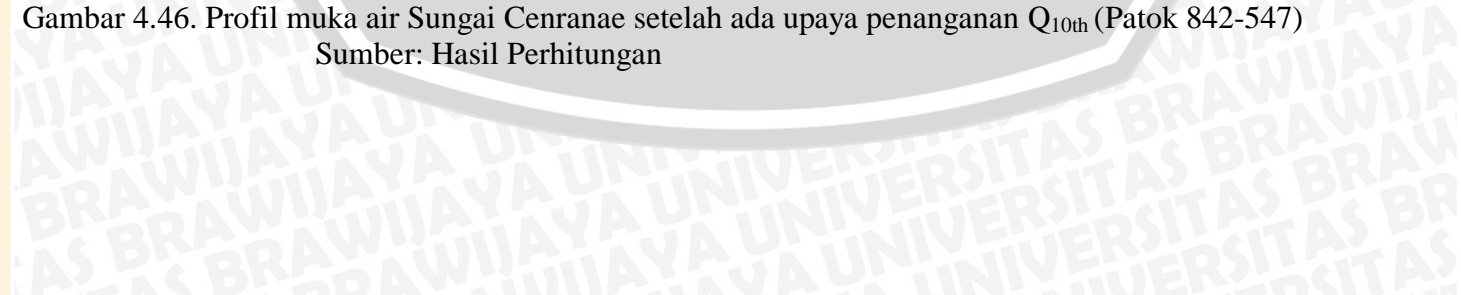 Gambar 4.46. Profil muka air Sungai Cenranae setelah ada upaya penanganan Q10th (Patok 842-547)
Sumber: Hasil Perhitungan